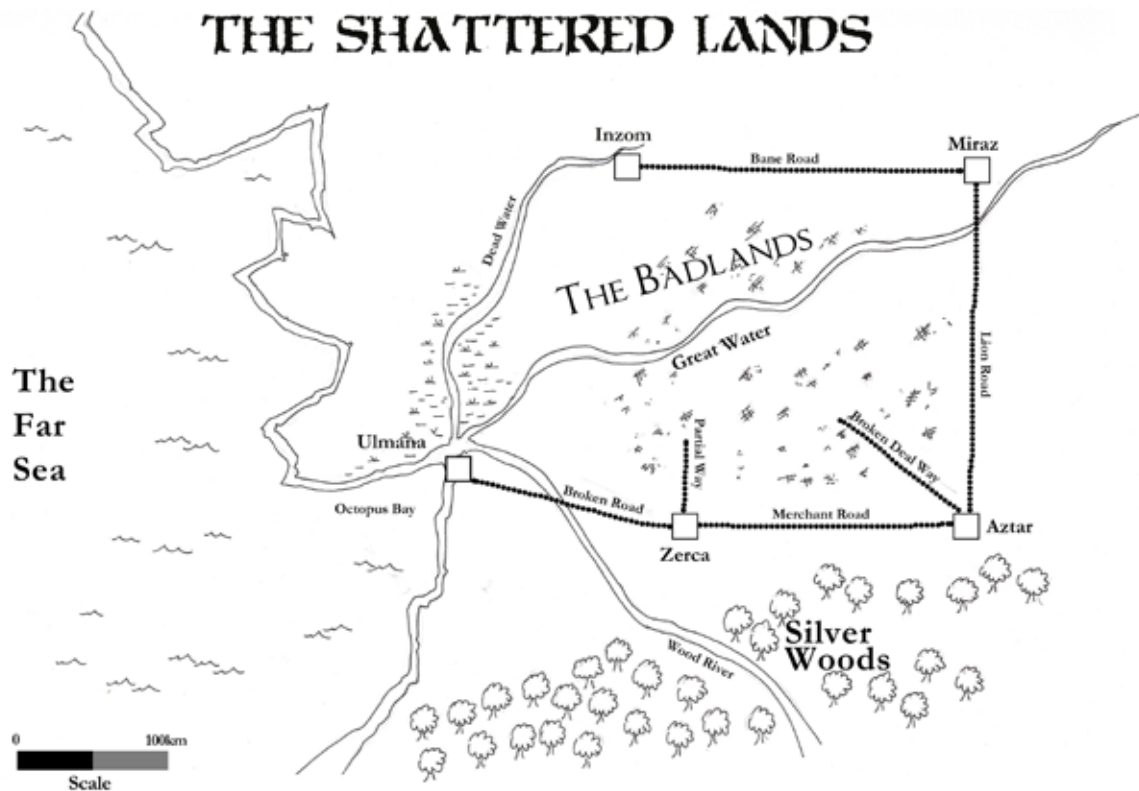 THE SHATTERED LANDS
Inzom
Miraz
Bane Road
Dead Water
THE BADLANDS
Great Water
Lion Road
The
Far
Sea
Ulmana
Partial Way
Broken Dead Way
Octopus Bay
Broken Road
Merchant Road
Zerca
Aztar
Silver
Woods
Wood River
0 100km
Scale